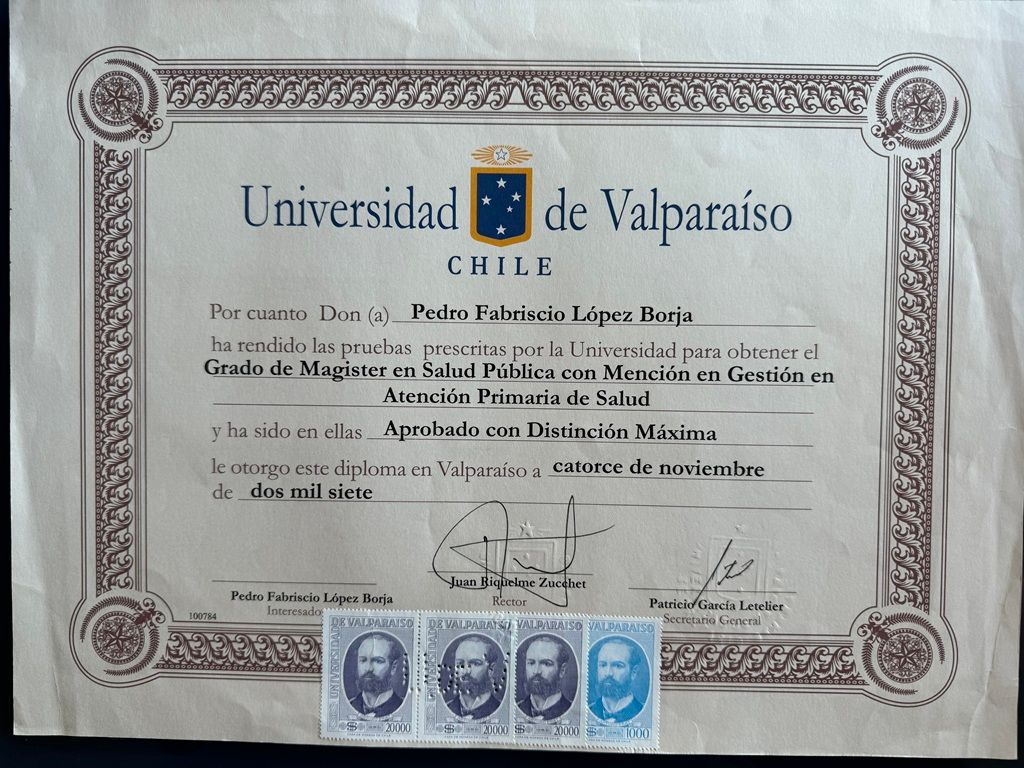 Universidad de Valparaíso
CHILE
Por cuanto Don (a) Pedro Fabriscio López Borja
ha rendido las pruebas prescritas por la Universidad para obtener el
Grado de Magister en Salud Pública con Mención en Gestión en
Atención Primaria de Salud
y ha sido en ellas Aprobado con Distinción Máxima
le otorgo este diploma en Valparaíso a catorce de noviembre
de dos mil siete
Pedro Fabriscio López Borja
Interesado
Juan Riquelme Zucchet
Rector
Patricio García Letelier
Secretario General
100784
UNIVERSIDAD DE VALPARAISO
20000
UNIVERSIDAD DE VALPARAISO
20000
VALPARAISO
20000
VALPARAISO
1000